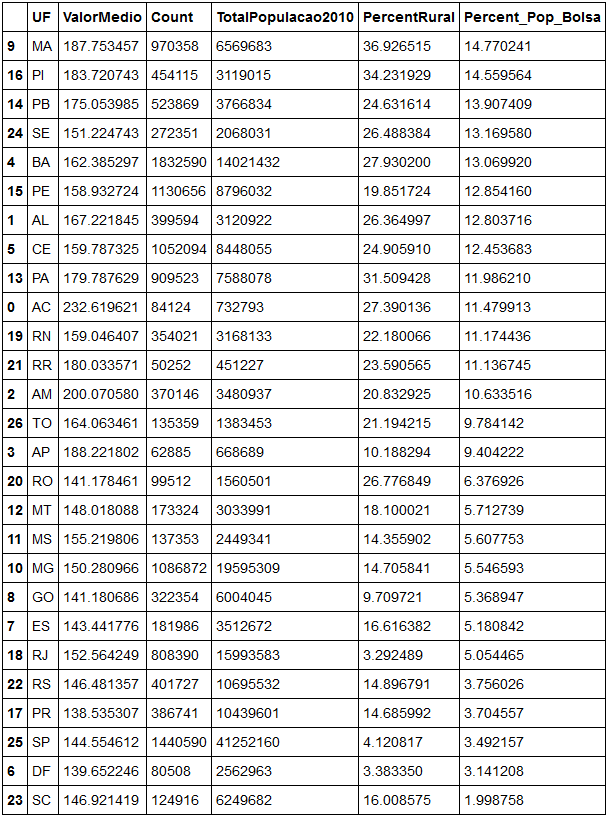 UF ValorMedio Count TotalPopulacao2010 PercentRural Percent_Pop_Bolsa
9 MA 187.753457 970358 6569683 36.926515 14.770241
16 PI 183.720743 454115 3119015 34.231929 14.559564
14 PB 175.053985 523869 3766834 24.631614 13.907409
24 SE 151.224743 272351 2068031 26.488384 13.169580
4 BA 162.385297 1832590 14021432 27.930200 13.069920
15 PE 158.932724 1130656 8796032 19.851724 12.854160
1 AL 167.221845 399594 3120922 26.364997 12.803716
5 CE 159.787325 1052094 8448055 24.905910 12.453683
13 PA 179.787629 909523 7588078 31.509428 11.986210
0 AC 232.619621 84124 732793 27.390136 11.479913
19 RN 159.046407 354021 3168133 22.180066 11.174436
21 RR 180.033571 50252 451227 23.590565 11.136745
2 AM 200.070580 370146 3480937 20.832925 10.633516
26 TO 164.063461 135359 1383453 21.194215 9.784142
3 AP 188.221802 62885 668689 10.188294 9.404222
20 RO 141.178461 99512 1560501 26.776849 6.376926
12 MT 148.018088 173324 3033991 18.100021 5.712739
11 MS 155.219806 137353 2449341 14.355902 5.607753
10 MG 150.280966 1086872 19595309 14.705841 5.546593
8 GO 141.180686 322354 6004045 9.709721 5.368947
7 ES 143.441776 181986 3512672 16.616382 5.180842
18 RJ 152.564249 808390 15993583 3.292489 5.054465
22 RS 146.481357 401727 10695532 14.896791 3.756026
17 PR 138.535307 386741 10439601 14.685992 3.704557
25 SP 144.554612 1440590 41252160 4.120817 3.492157
6 DF 139.652246 80508 2562963 3.383350 3.141208
23 SC 146.921419 124916 6249682 16.008575 1.998758